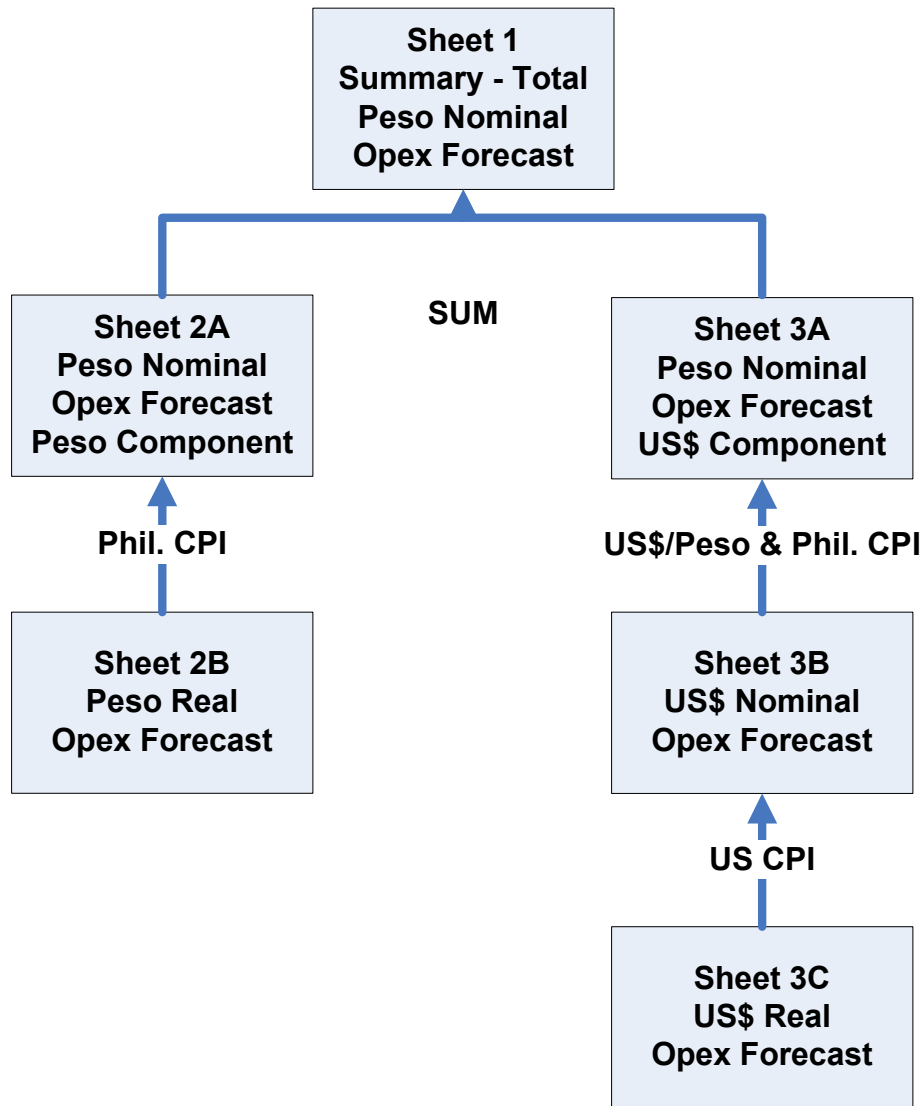 Sheet 1
Summary - Total
Peso Nominal
Opex Forecast
SUM
Sheet 2A
Peso Nominal
Opex Forecast
Peso Component
Sheet 3A
Peso Nominal
Opex Forecast
US$ Component
Phil. CPI
US$/Peso & Phil. CPI
Sheet 2B
Peso Real
Opex Forecast
Sheet 3B
US$ Nominal
Opex Forecast
US CPI
Sheet 3C
US$ Real
Opex Forecast